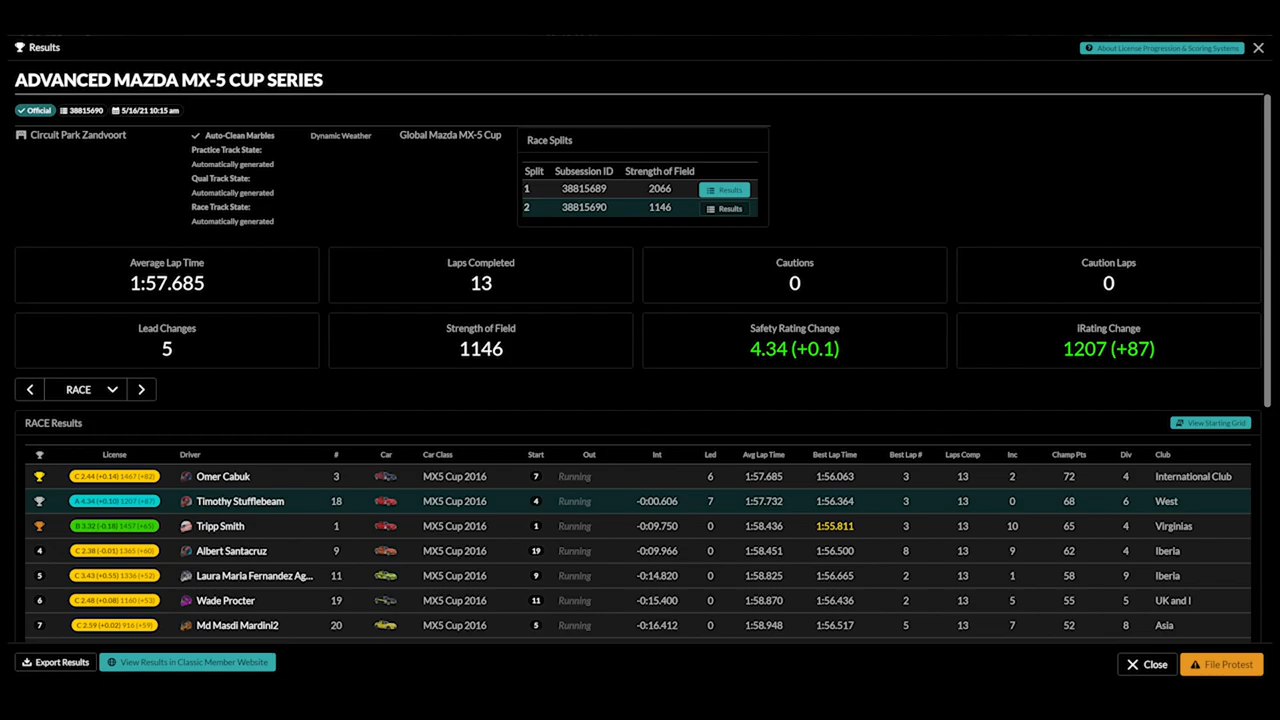 Results
About License Progression & Scoring Systems
ADVANCED MAZDA MX-5 CUP SERIES
Official 38815690 5/16/21 10:15 am
Circuit Park Zandvoort
Auto-Clean Marbles
Practice Track State:
Automatically generated
Qual Track State:
Automatically generated
Race Track State:
Automatically generated
Dynamic Weather
Global Mazda MX-5 Cup
Race Splits
Split Subsession ID Strength of Field
1 38815689 2066 Results
2 38815690 1146 Results
Average Lap Time
1:57.685
Laps Completed
13
Cautions
0
Caution Laps
0
Lead Changes
5
Strength of Field
1146
Safety Rating Change
4.34 (+0.1)
iRating Change
1207 (+87)
RACE
RACE Results
View Starting Grid
License Driver # Car Car Class Start Out Int Led Avg Lap Time Best Lap Time Best Lap# Laps Comp Inc Champ Pts Div Club
C 2.44 (+0.14) 1467 (+82) Omer Cabuk 3 MX5 Cup 2016 7 Running 6 1:57.685 1:56.063 3 13 2 72 4 International Club
A 4.34 (+0.10) 1207 (+87) Timothy Stufflebeam 18 MX5 Cup 2016 4 Running -0:00.606 7 1:57.732 1:56.364 3 13 0 68 6 West
B 3.32 (-0.18) 1457 (+65) Tripp Smith 1 MX5 Cup 2016 1 Running -0:09.750 0 1:58.436 1:55.811 3 13 10 65 4 Virginias
4 C 2.38 (-0.01) 1365 (+60) Albert Santacruz 9 MX5 Cup 2016 19 Running -0:09.966 0 1:58.451 1:56.500 8 13 9 62 4 Iberia
5 C 3.43 (+0.55) 1336 (+52) Laura Maria Fernandez Ag... 11 MX5 Cup 2016 9 Running -0:14.820 0 1:58.825 1:56.665 2 13 1 58 9 Iberia
6 C 2.48 (+0.08) 1160 (+53) Wade Procter 19 MX5 Cup 2016 11 Running -0:15.400 0 1:58.870 1:56.436 2 13 5 55 5 UK and I
7 C 2.59 (+0.02) 916 (+59) Md Masdi Mardini2 20 MX5 Cup 2016 5 Running -0:16.412 0 1:58.948 1:56.517 5 13 7 52 8 Asia
Export Results
View Results in Classic Member Website
Close
File Protest